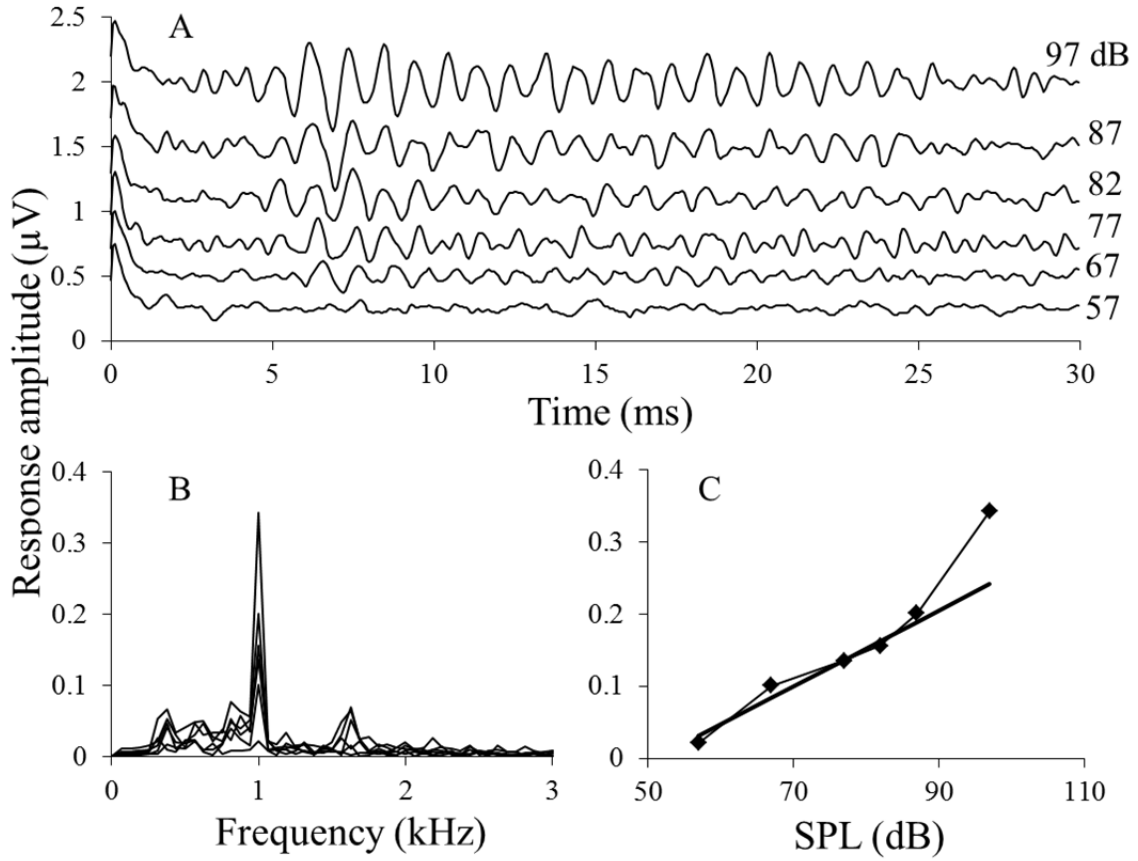 Response amplitude (µV)
A
2.5
2
1.5
1
0.5
0
97 dB
87
82
77
67
57
0 5 10 15 20 25 30
Time (ms)
B
0.4
0.3
0.2
0.1
0
0 1 2 3
Frequency (kHz)
C
0.4
0.3
0.2
0.1
0
50 70 90 110
SPL (dB)